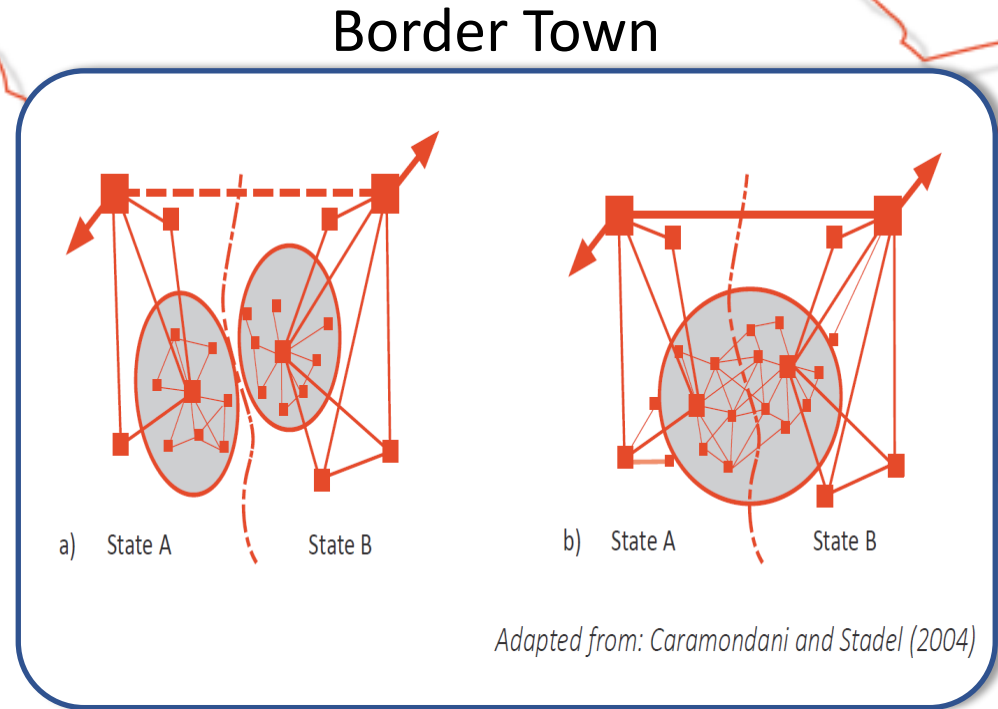 Border Town
a) State A State B b) State A State B
Adapted from: Caramondani and Stadel (2004)